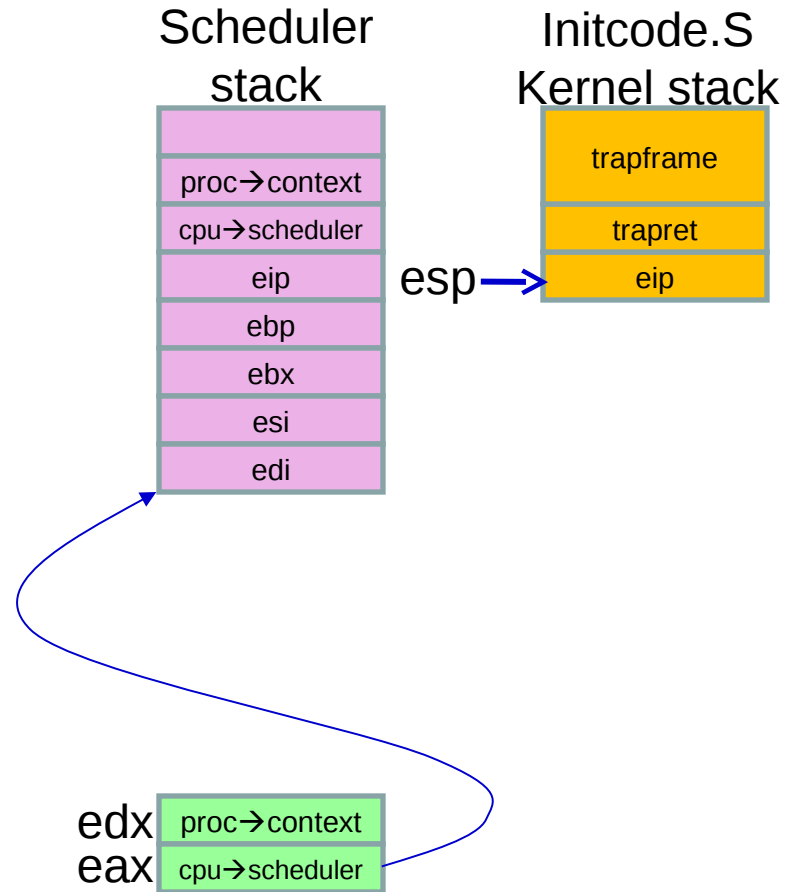 Scheduler
stack
proc→context
cpu→scheduler
eip
ebp
ebx
esi
edi
Initcode.S
Kernel stack
trapframe
trapret
eip
esp
edx
proc→context
eax
cpu→scheduler